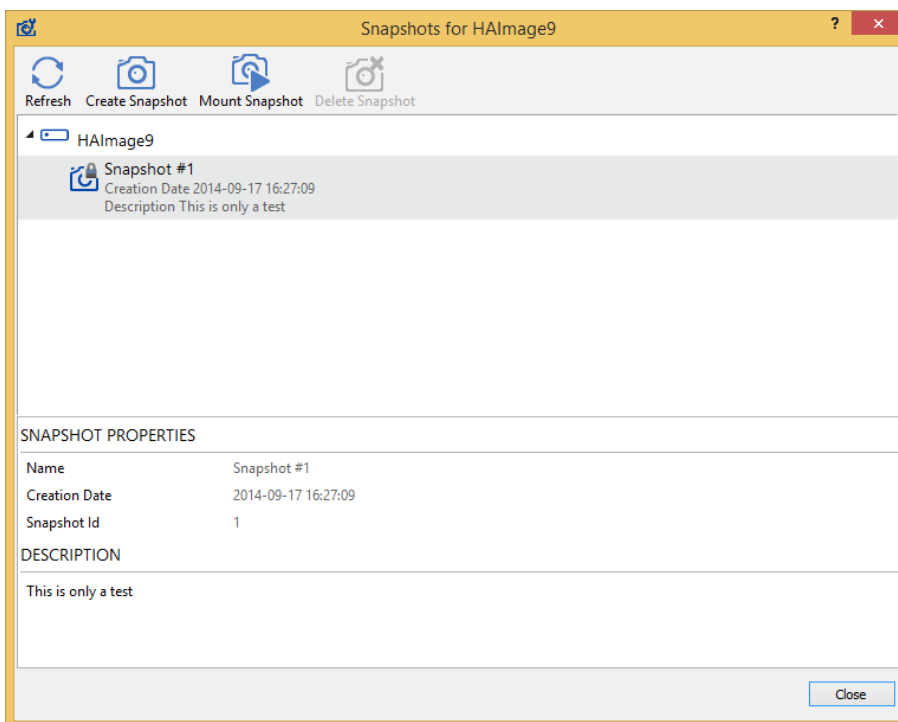 Snapshots for HAImage9
?
Refresh Create Snapshot Mount Snapshot Delete Snapshot
HAImage9
Snapshot #1
Creation Date 2014-09-17 16:27:09
Description This is only a test
SNAPSHOT PROPERTIES
Name Snapshot #1
Creation Date 2014-09-17 16:27:09
Snapshot Id 1
DESCRIPTION
This is only a test
Close